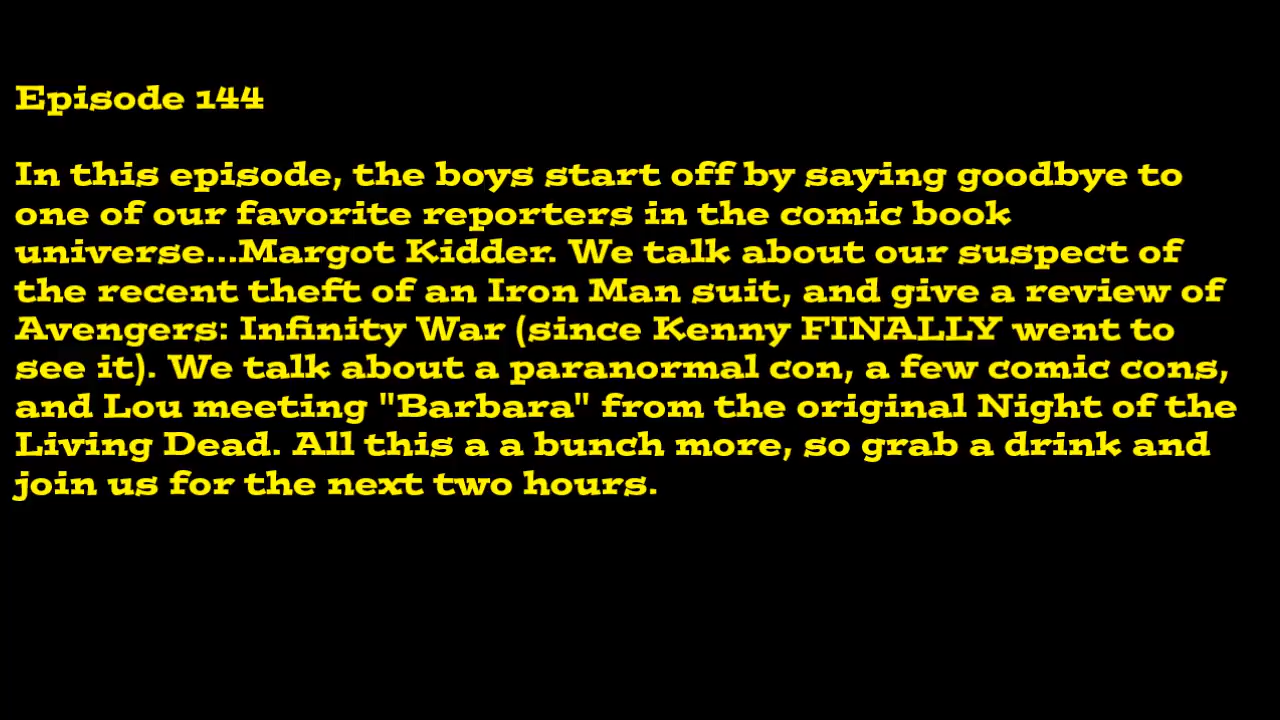 Episode 144
In this episode, the boys start off by saying goodbye to
one of our favorite reporters in the comic book
universe...Margot Kidder. We talk about our suspect of
the recent theft of an Iron Man suit, and give a review of
Avengers: Infinity War (since Kenny FINALLY went to
see it). We talk about a paranormal con, a few comic cons,
and Lou meeting "Barbara" from the original Night of the
Living Dead. All this a a bunch more, so grab a drink and
join us for the next two hours.